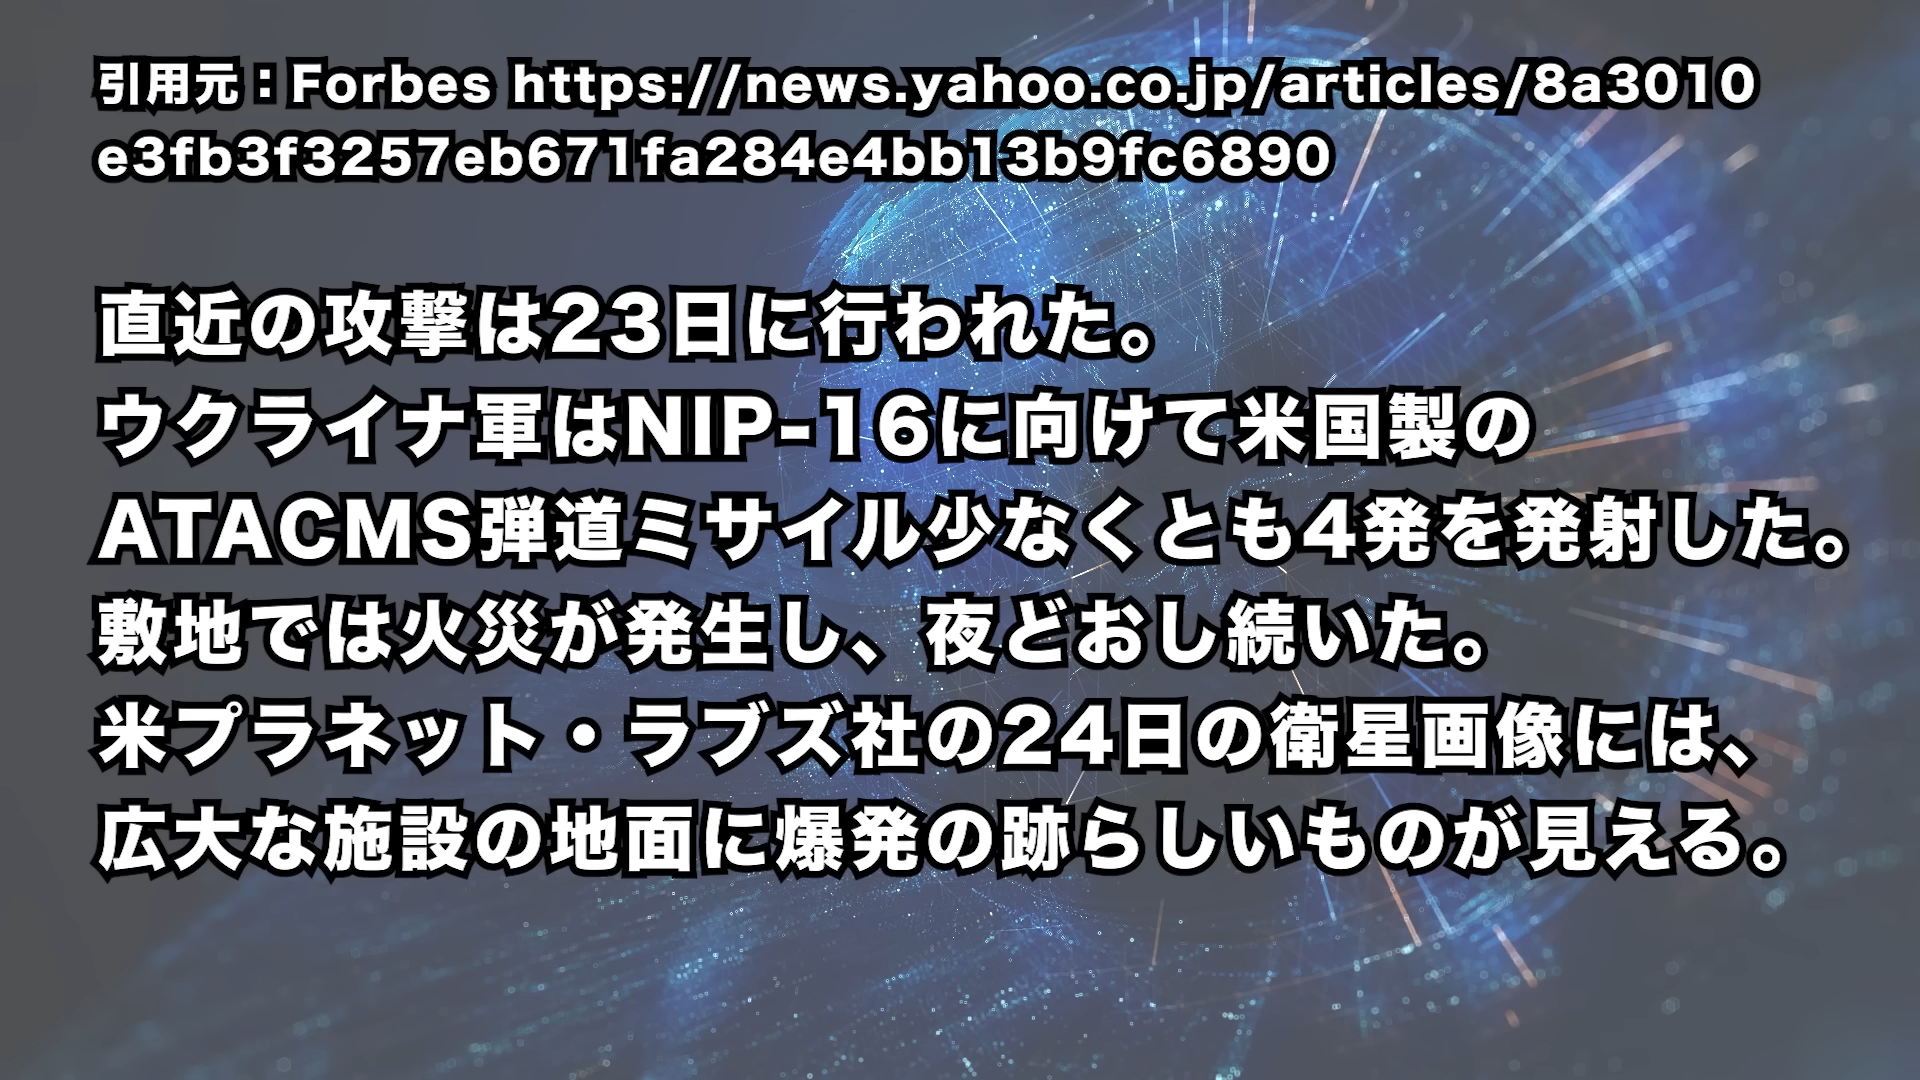 引用元：Forbes https://news.yahoo.co.jp/articles/8a3010
e3fb3f3257eb671fa284e4bb13b9fc6890
直近の攻撃は23日に行われた。
ウクライナ軍はNIP-16に向けて米国製の
ATACMS弾道ミサイル少なくとも4発を発射した。
敷地では火災が発生し、夜どおし続いた。
米プラネット・ラブズ社の24日の衛星画像には、
広大な施設の地面に爆発の跡らしいものが見える。